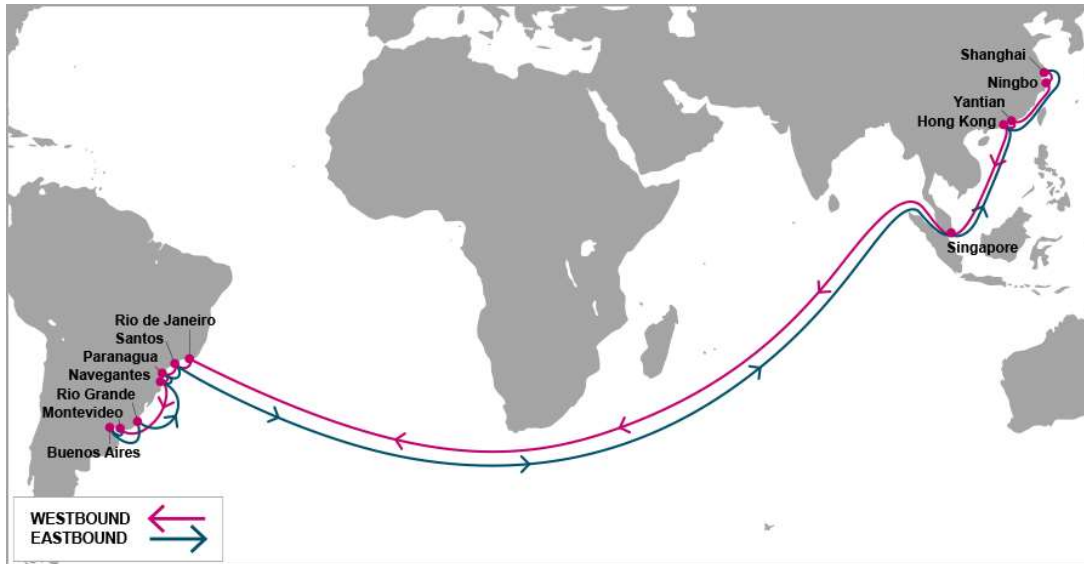 Shanghai
Ningbo
Yantian
Hong Kong
Singapore
Rio de Janeiro
Santos
Paranagua
Navegantes
Rio Grande
Montevideo
Buenos Aires
WESTBOUND
EASTBOUND